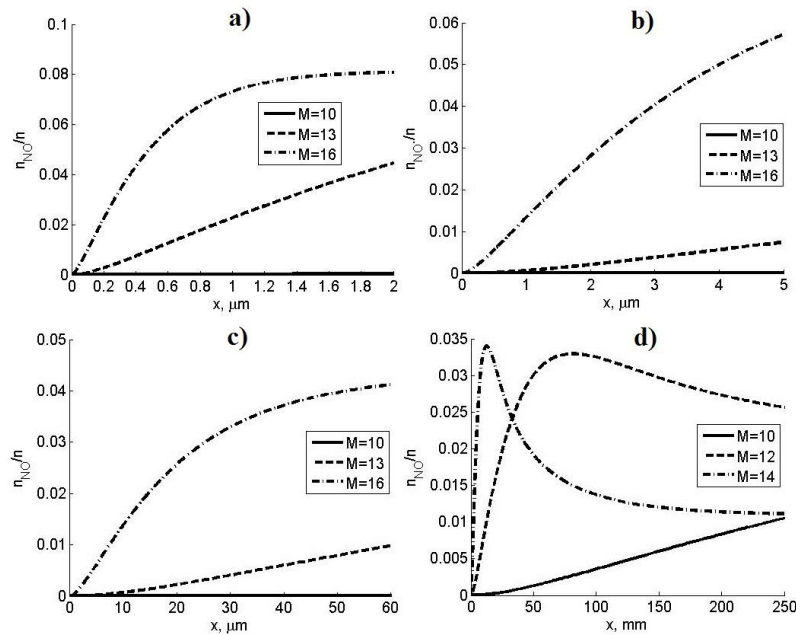 a)
n_NO/n
0.1
0.08
0.06
0.04
0.02
0
0 0.2 0.4 0.6 0.8 1 1.2 1.4 1.6 1.8 2
x, μm
M=10
M=13
M=16
b)
n_NO/n
0.06
0.05
0.04
0.03
0.02
0.01
0
0 1 2 3 4 5
x, μm
M=10
M=13
M=16
c)
n_NO/n
0.05
0.04
0.03
0.02
0.01
0
0 10 20 30 40 50 60
x, μm
M=10
M=13
M=16
d)
n_NO/n
0.035
0.03
0.025
0.02
0.015
0.01
0.005
0
0 50 100 150 200 250
x, mm
M=10
M=12
M=14